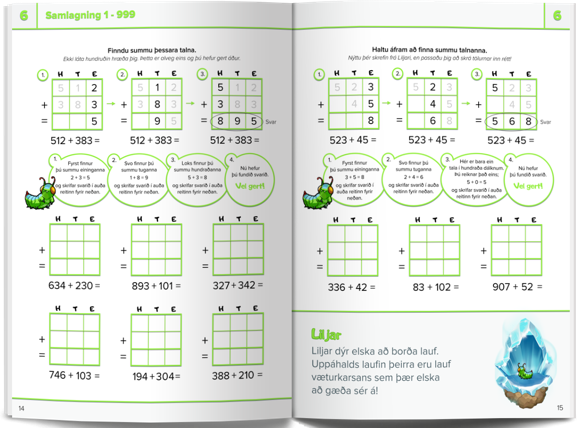 6 Samlagning 1 - 999
Finndu summu þessara talna.
Ekki láta hundruðin hræða þig. Þetta er alveg eins og þú hefur gert áður.
1. 2. 3.
H T E H T E H T E
5 1 2 5 1 2 5 1 2
+ 3 8 3 3 8 3 3 8 3
= 5 9 5 8 9 5 Svar
512 + 383 = 512 + 383 = 512 + 383 =
1. Fyrst finnur
þú summu eininganna
2 + 3 = 5
og skrifar svarið í auða
reitinn fyrir neðan.
2. Svo finnur þú
summu tuganna
1 + 8 = 9
og skrifar svarið í auða
reitinn fyrir neðan.
3. Loks finnur þú
summu hundraðanna
5 + 3 = 8
og skrifar svarið í auða
reitinn fyrir neðan.
4. Nú hefur
þú fundið svarið.
Vel gert!
H T E H T E H T E
+ + +
= = =
634 + 230 = 893 + 101 = 327 + 342 =
H T E H T E H T E
+ + +
= = =
746 + 103 = 194 + 304 = 388 + 210 =
14
6
Haltu áfram að finna summu talnanna.
Nýttu þér skrefin frá Liljari, en passaðu þig að skrá tölurnar inn rétt!
1. 2. 3.
H T E H T E H T E
5 2 3 5 2 3 5 2 3
+ 4 5 4 5 4 5
= 8 6 8 5 6 8 Svar
523 + 45 = 523 + 45 = 523 + 45 =
1. Fyrst finnur
þú summu eininganna
3 + 5 = 8
og skrifar svarið í auða
reitinn fyrir neðan.
2. Svo finnur þú
summu tuganna
2 + 4 = 6
og skrifar svarið í auða
reitinn fyrir neðan.
3. Hér er bara ein
tala í hundraða dálknum.
Þú reiknar það eins;
5 + 0 = 5
og skrifar svarið í auða
reitinn fyrir neðan.
4. Nú hefur
þú fundið svarið.
Vel gert!
H T E H T E H T E
+ + +
= = =
336 + 42 = 83 + 102 = 907 + 52 =
Liljar
Liljar dýr elska að borða lauf.
Uppáhalds laufin þeirra eru lauf
væturkarsans sem þær elska
að gæða sér á!
15